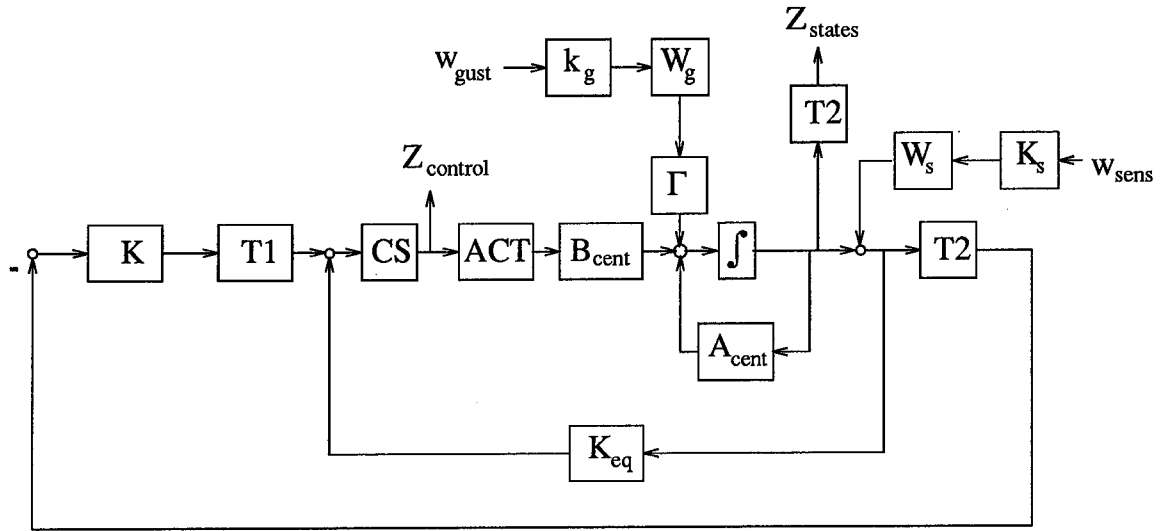 Z_states
w_gust
k_g
W_g
T2
Z_control
Γ
W_s
K_s
w_sens
-
K
T1
CS
ACT
B_cent
∫
T2
A_cent
K_eq